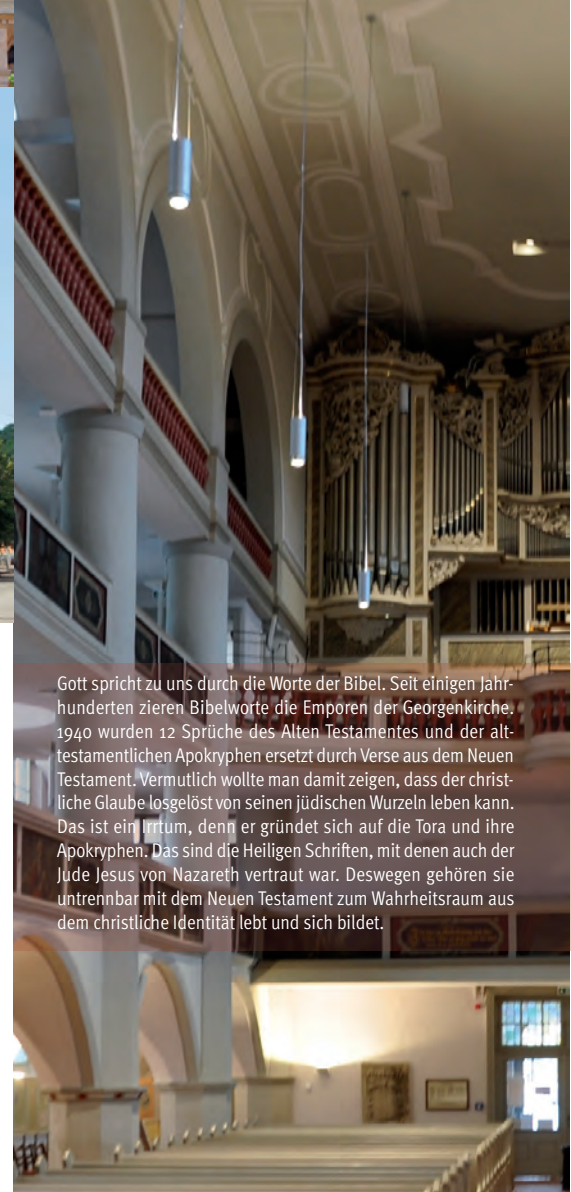 Gott spricht zu uns durch die Worte der Bibel. Seit einigen Jahr-
hunderten zieren Bibelworte die Emporen der Georgenkirche.
1940 wurden 12 Sprüche des Alten Testamentes und der alt-
testamentlichen Apokryphen ersetzt durch Verse aus dem Neuen
Testament. Vermutlich wollte man damit zeigen, dass der christ-
liche Glaube losgelöst von seinen jüdischen Wurzeln leben kann.
Das ist ein Irrtum, denn er gründet sich auf die Tora und ihre
Apokryphen. Das sind die Heiligen Schriften, mit denen auch der
Jude Jesus von Nazareth vertraut war. Deswegen gehören sie
untrennbar mit dem Neuen Testament zum Wahrheitsraum aus
dem christliche Identität lebt und sich bildet.